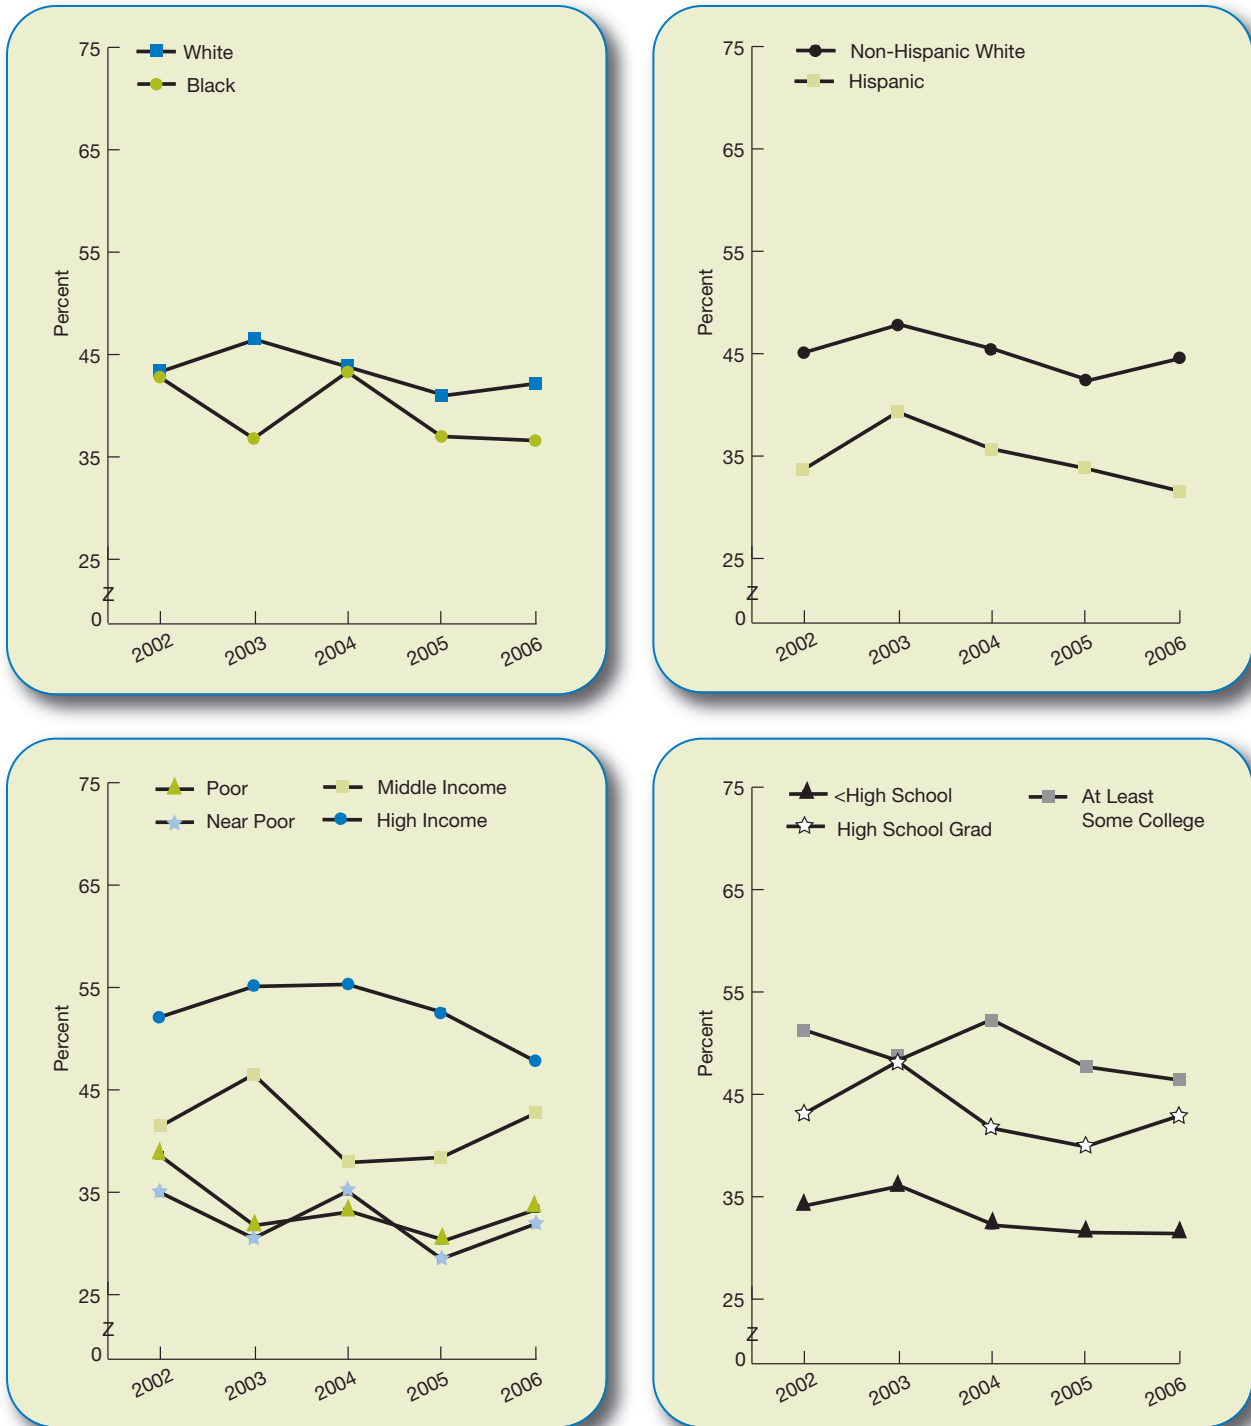 75
White
Black
65
55
Percent
45
35
25
Z
0
2002
2003
2004
2005
2006
75
Non-Hispanic White
Hispanic
65
55
Percent
45
35
25
Z
0
2002
2003
2004
2005
2006
75
Poor
Middle Income
Near Poor
High Income
65
55
Percent
45
35
25
Z
0
2002
2003
2004
2005
2006
75
<High School
At Least
Some College
High School Grad
65
55
Percent
45
35
25
Z
0
2002
2003
2004
2005
2006